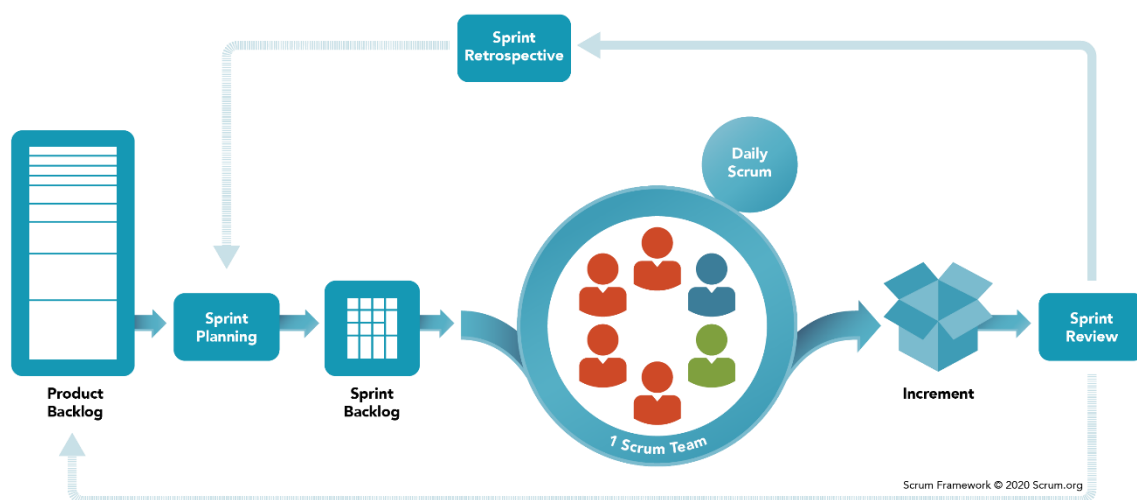 Sprint
Retrospective
Daily
Scrum
Sprint
Planning
Product
Backlog
Sprint
Backlog
1 Scrum Team
Increment
Sprint
Review
Scrum Framework © 2020 Scrum.org